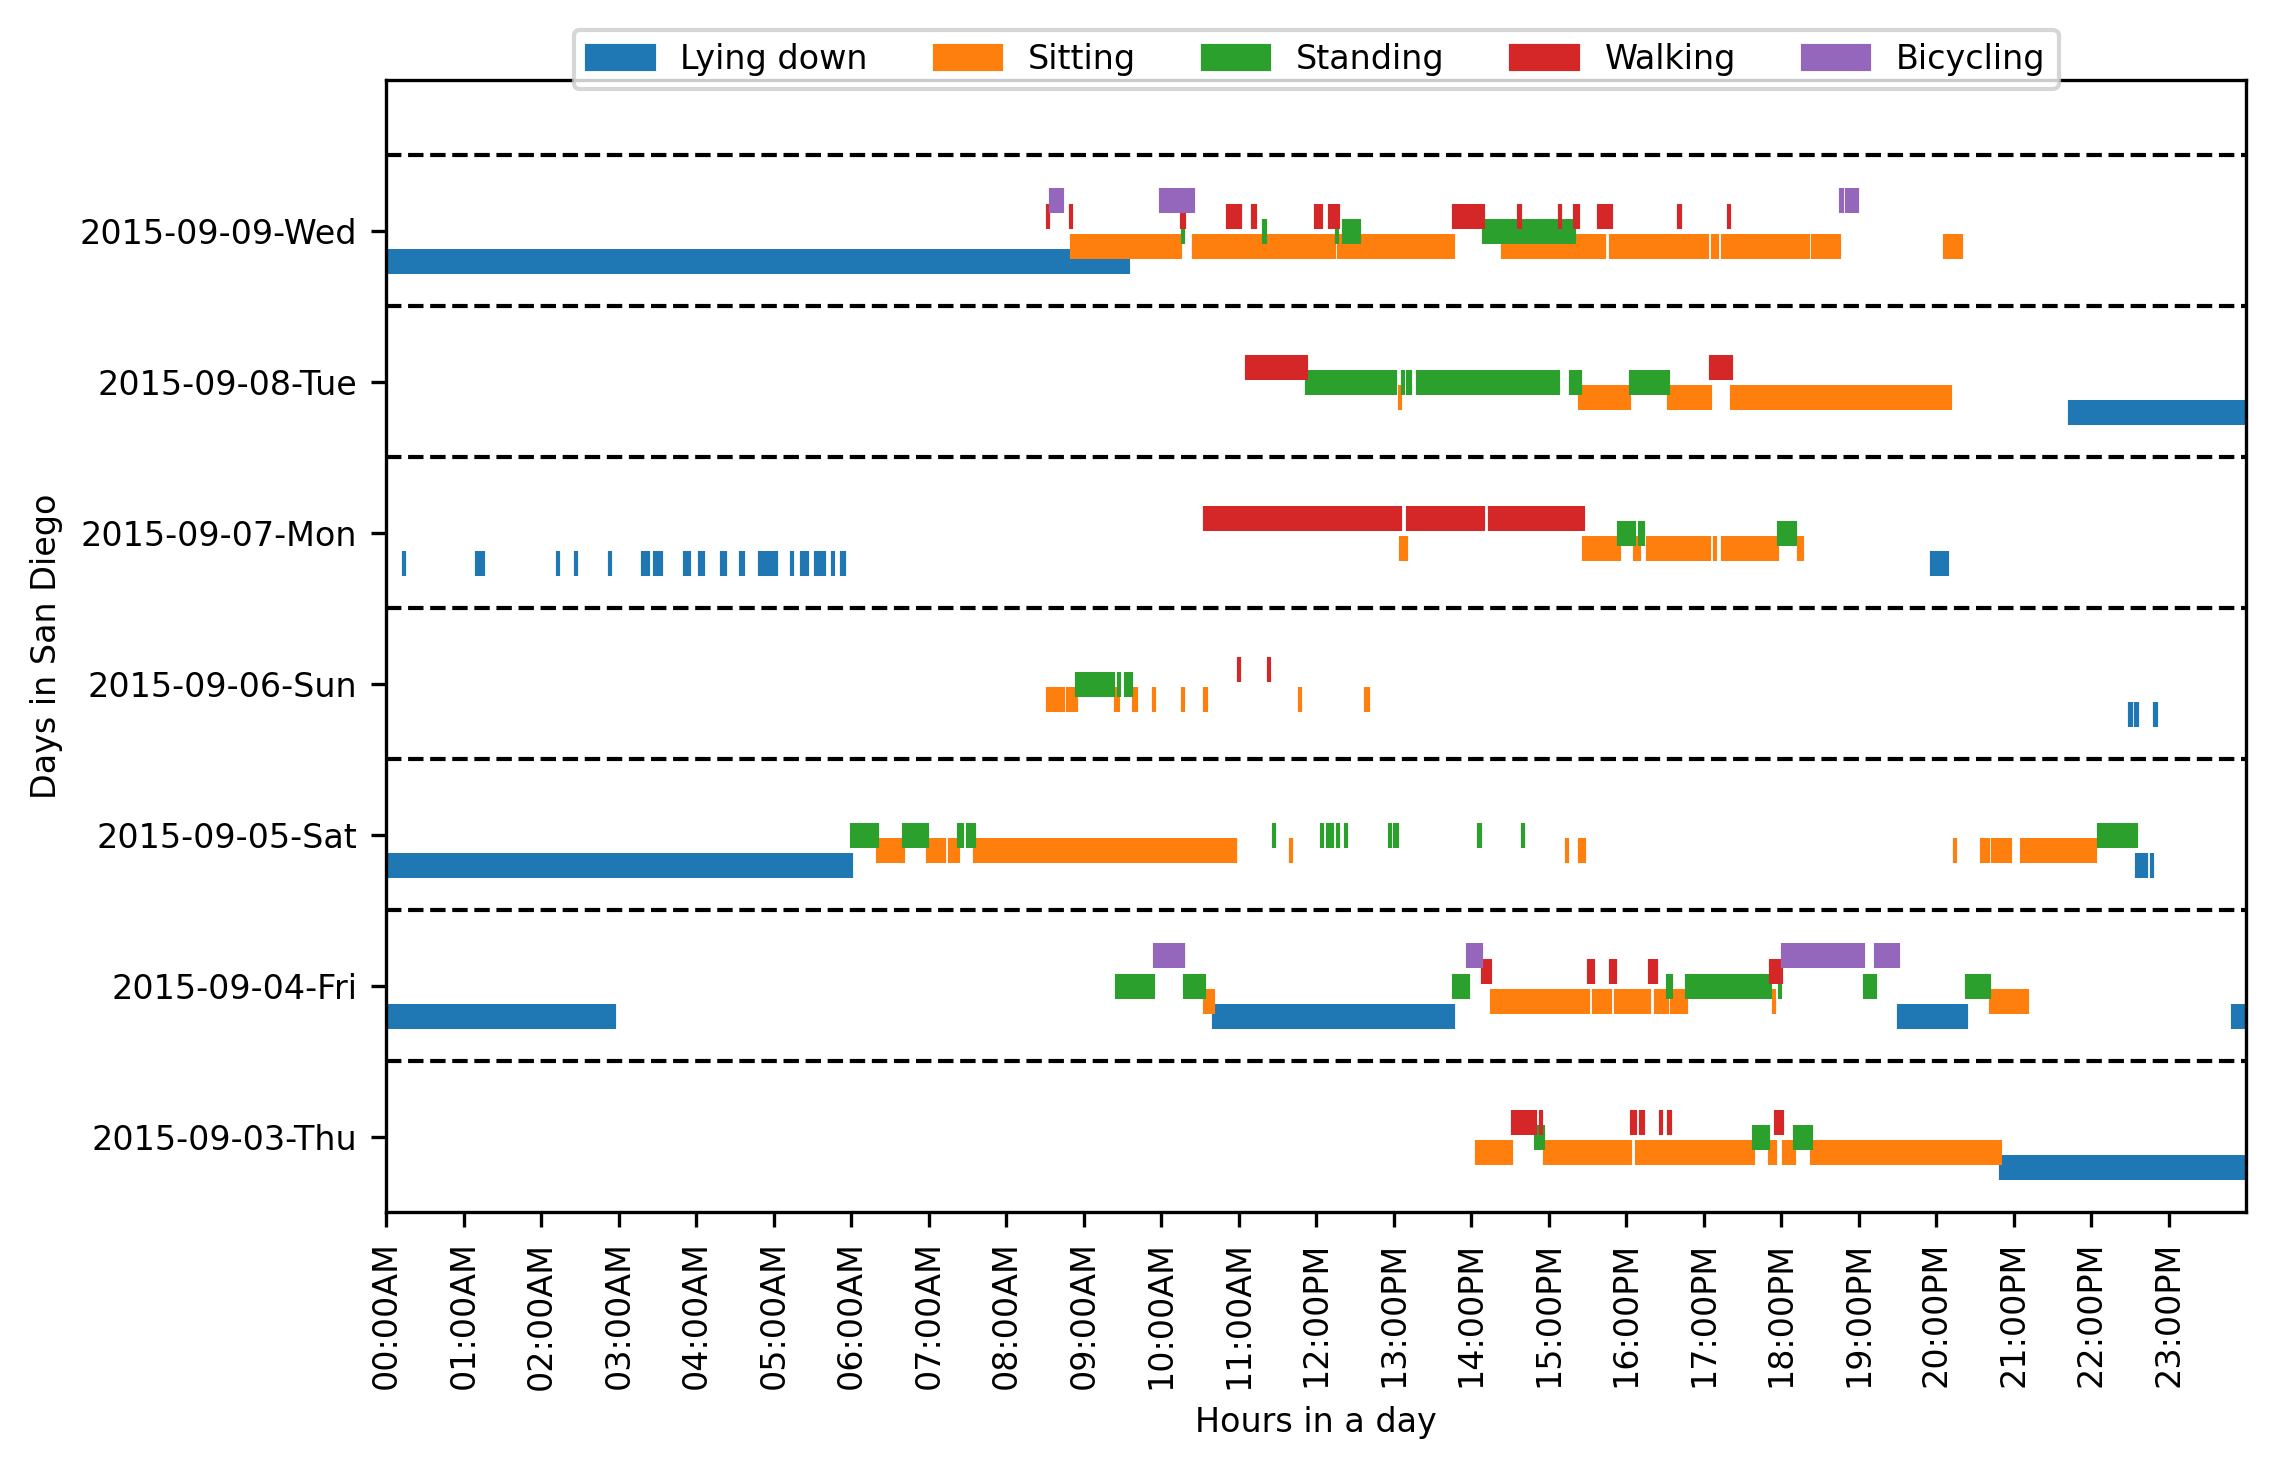 Lying down Sitting Standing Walking Bicycling
2015-09-09-Wed
2015-09-08-Tue
2015-09-07-Mon
2015-09-06-Sun
2015-09-05-Sat
2015-09-04-Fri
2015-09-03-Thu
Days in San Diego
00:00AM
01:00AM
02:00AM
03:00AM
04:00AM
05:00AM
06:00AM
07:00AM
08:00AM
09:00AM
10:00AM
11:00AM
12:00PM
13:00PM
14:00PM
15:00PM
16:00PM
17:00PM
18:00PM
19:00PM
20:00PM
21:00PM
22:00PM
23:00PM
Hours in a day